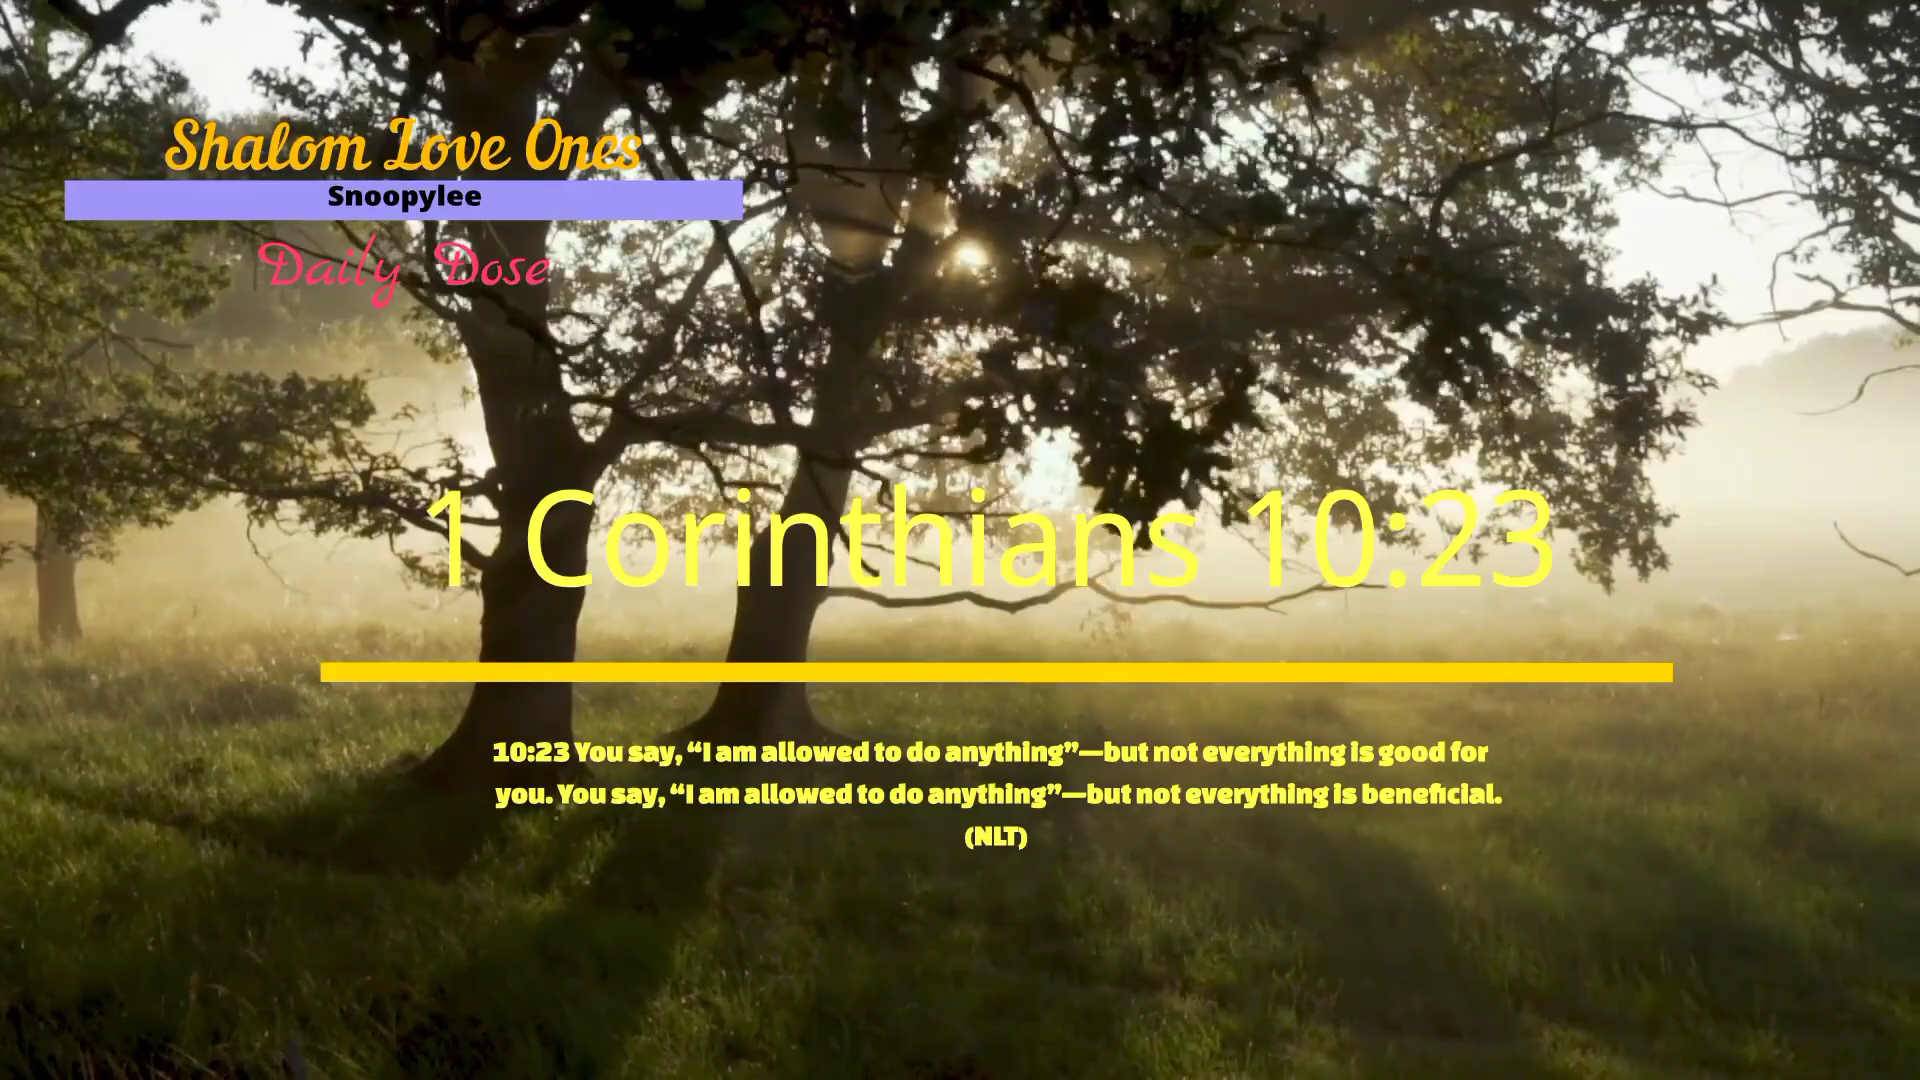 Shalom Love Ones
Snoopylee
Daily Dose
1 Corinthians 10:23
10:23 You say, “I am allowed to do anything”—but not everything is good for
you. You say, “I am allowed to do anything”—but not everything is beneficial.
(NLT)